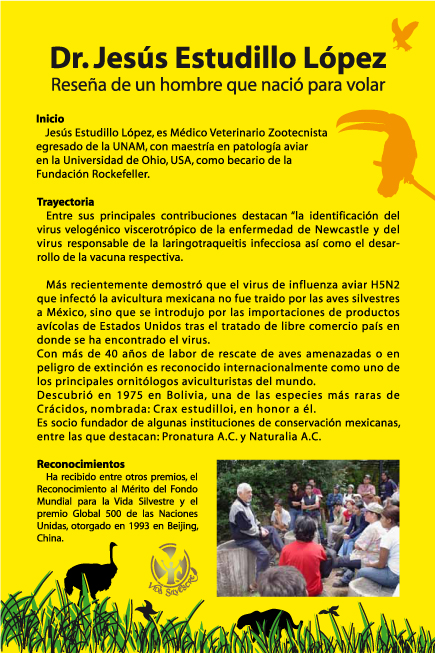 Dr. Jesús Estudillo López
Reseña de un hombre que nació para volar
Inicio
Jesús Estudillo López, es Médico Veterinario Zootecnista
egresado de la UNAM, con maestría en patología aviar
en la Universidad de Ohio, USA, como becario de la
Fundación Rockefeller.
Trayectoria
Entre sus principales contribuciones destacan “la identificación del
virus velogénico viscerotrópico de la enfermedad de Newcastle y del
virus responsable de la laringotraqueitis infecciosa así como el desar-
rollo de la vacuna respectiva.
Más recientemente demostró que el virus de influenza aviar H5N2
que infectó la avicultura mexicana no fue traido por las aves silvestres
a México, sino que se introdujo por las importaciones de productos
avícolas de Estados Unidos tras el tratado de libre comercio país en
donde se ha encontrado el virus.
Con más de 40 años de labor de rescate de aves amenazadas o en
peligro de extinción es reconocido internacionalmente como uno de
los principales ornitólogos aviculturistas del mundo.
Descubrió en 1975 en Bolivia, una de las especies más raras de
Crácidos, nombrada: Crax estudilloi, en honor a él.
Es socio fundador de algunas instituciones de conservación mexicanas,
entre las que destacan: Pronatura A.C. y Naturalia A.C.
Reconocimientos
Ha recibido entre otros premios, el
Reconocimiento al Mérito del Fondo
Mundial para la Vida Silvestre y el
premio Global 500 de las Naciones
Unidas, otorgado en 1993 en Beijing,
China.
VIDA SILVESTRE